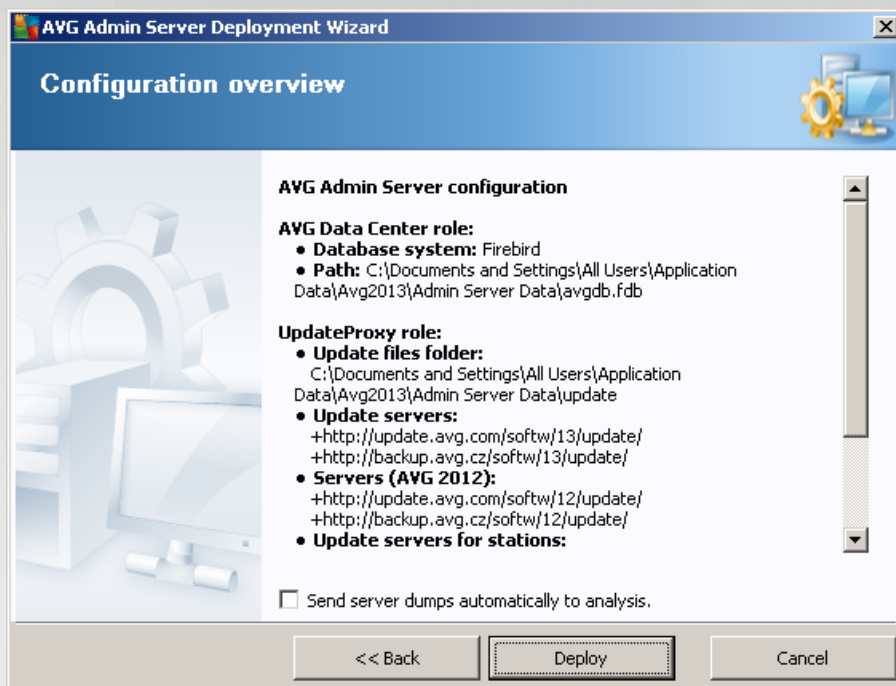 AVG Admin Server Deployment Wizard
Configuration overview
AVG Admin Server configuration
AVG Data Center role:
• Database system: Firebird
• Path: C:\Documents and Settings\All Users\Application
Data\Avg2013\Admin Server Data\avgdb.fdb
UpdateProxy role:
• Update files folder:
C:\Documents and Settings\All Users\Application
Data\Avg2013\Admin Server Data\update
• Update servers:
+http://update.avg.com/softw/13/update/
+http://backup.avg.cz/softw/13/update/
• Servers (AVG 2012):
+http://update.avg.com/softw/12/update/
+http://backup.avg.cz/softw/12/update/
• Update servers for stations:
Send server dumps automatically to analysis.
<< Back
Deploy
Cancel